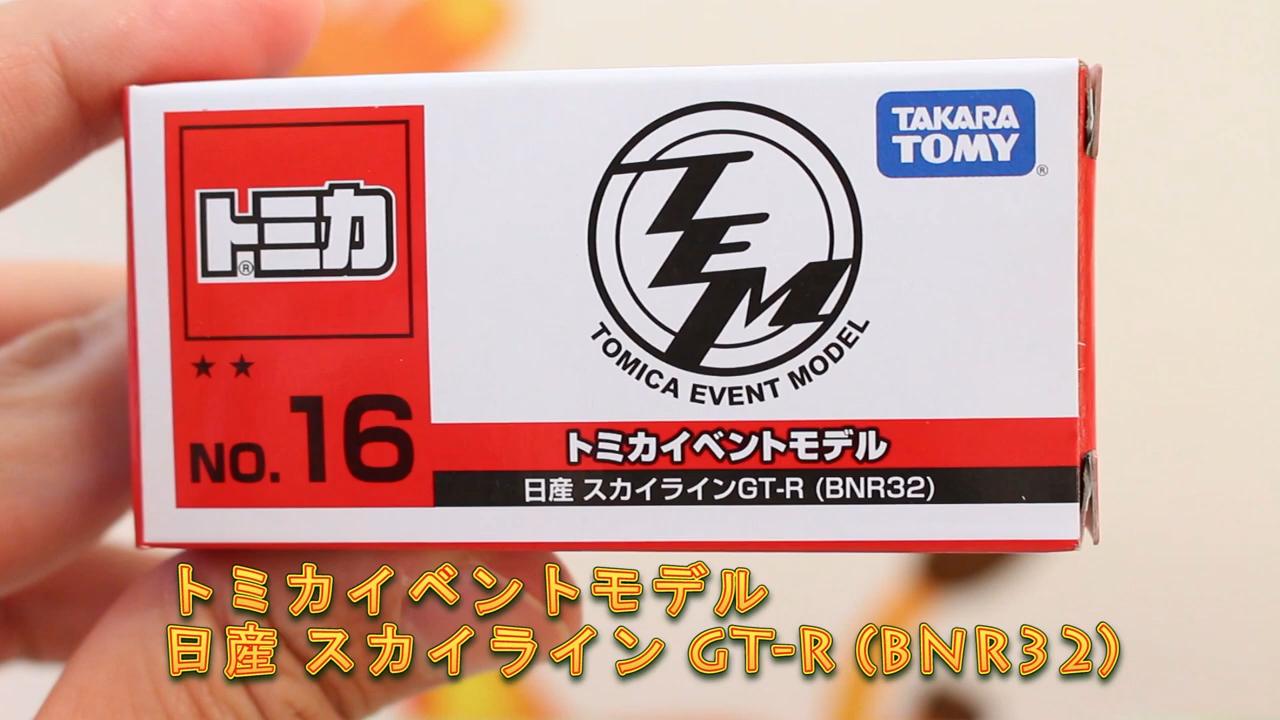 トミカ®
★★
NO.16
TEM
TOMICA EVENT MODEL
TAKARA
TOMY®
トミカイベントモデル
日産 スカイラインGT-R (BNR32)
トミカイベントモデル
日産 スカイライン GT-R (BNR32)